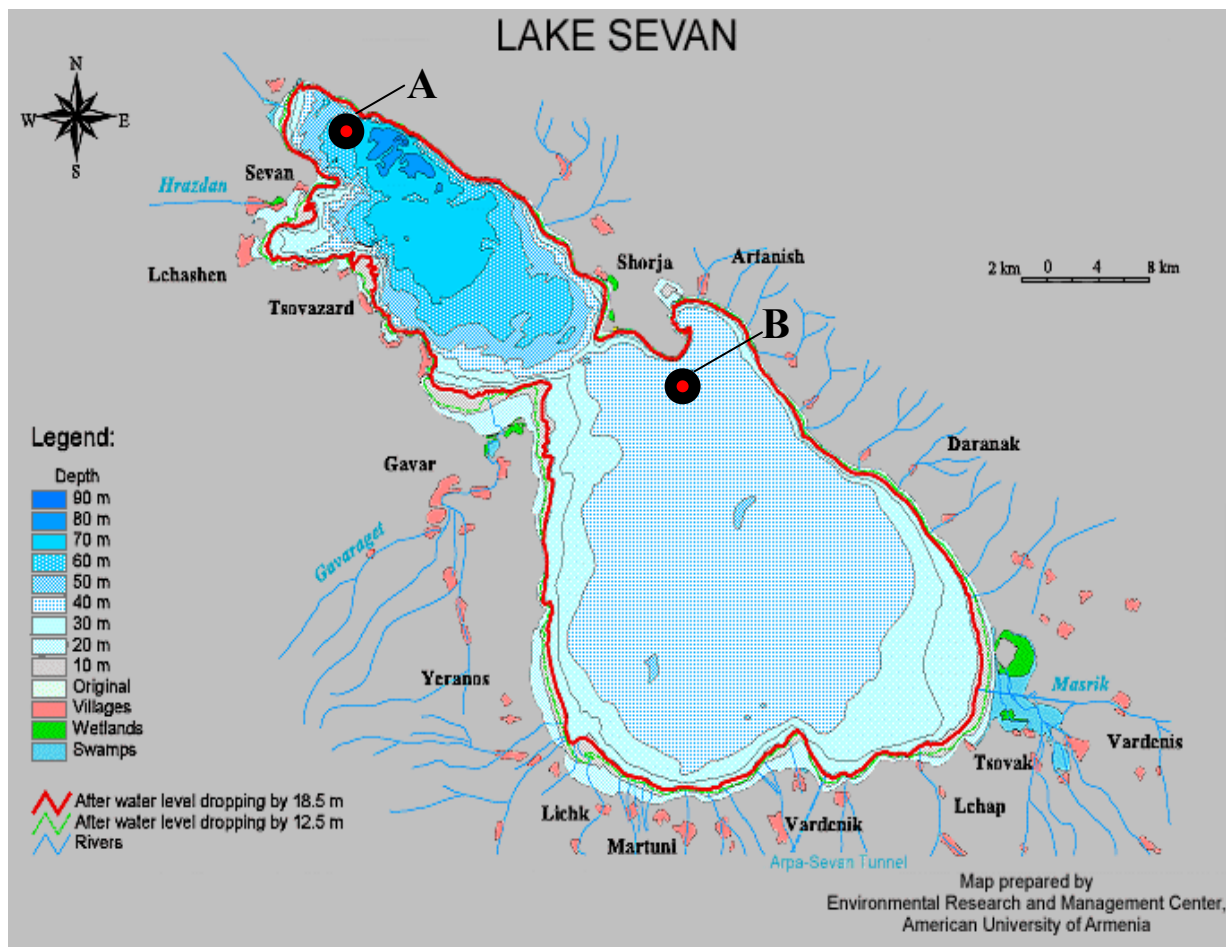 LAKE SEVAN
N
W E
S
A
Sevan
Hrazdan
Lchashen
Tsovazard
Shorja
Artanish
2 km 0 4 8 km
B
Daranak
Gavar
Gavaraget
Yeranos
Masrik
Vardenis
Tsovak
Lchap
Lichk
Martuni
Vardenik
Arpa-Sevan Tunnel
Legend:
Depth
90 m
80 m
70 m
60 m
50 m
40 m
30 m
20 m
10 m
Original
Villages
Wetlands
Swamps
After water level dropping by 18.5 m
After water level dropping by 12.5 m
Rivers
Map prepared by
Environmental Research and Management Center,
American University of Armenia